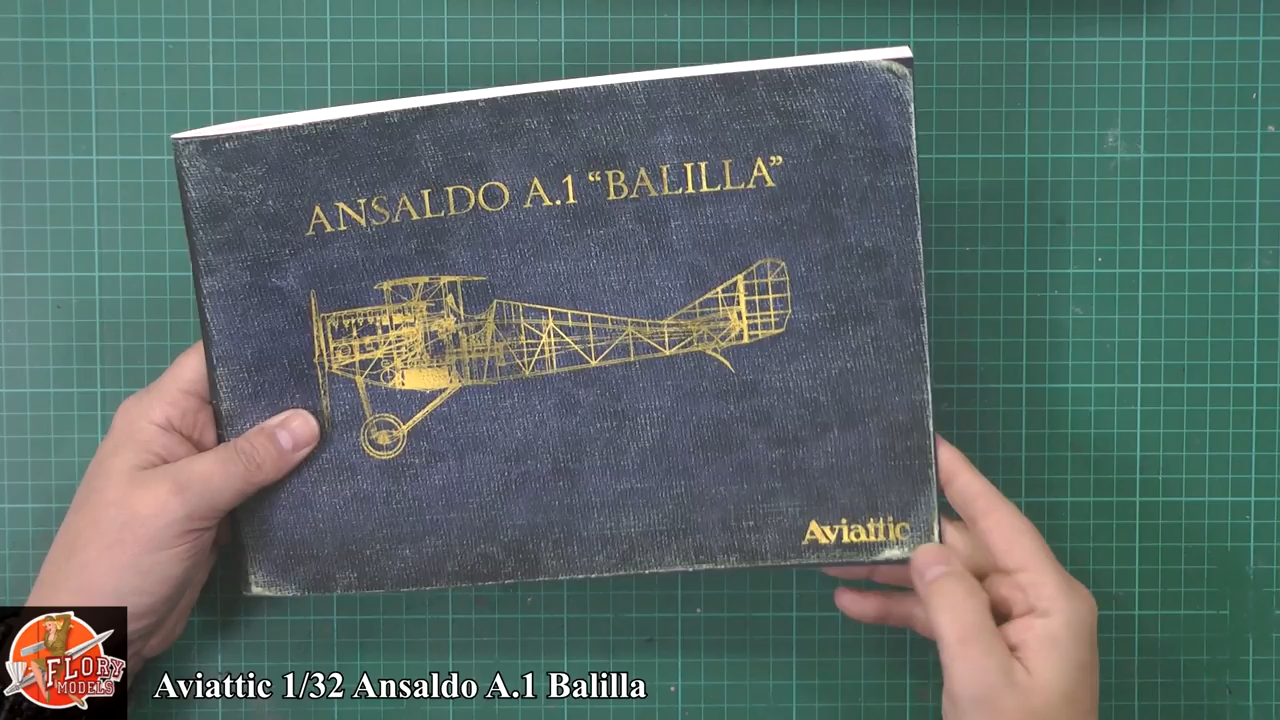 ANSALDO A.1 “BALILLA”
Aviattic
FLORY
MODELS
Aviattic 1/32 Ansaldo A.1 Balilla